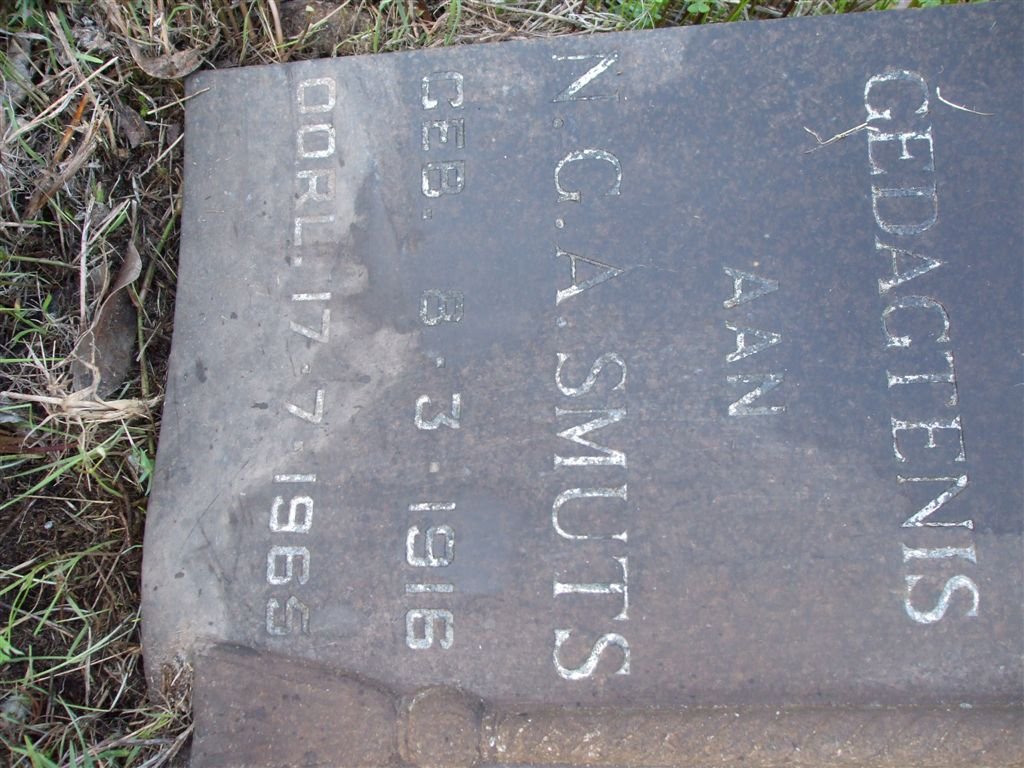 GEDAGTENIS
AAN
N.G.A.SMUTS
GEB. 8.3.1916
OORL.17.7.1965